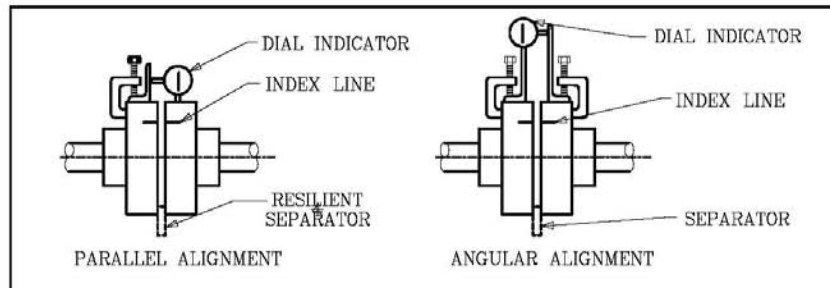 DIAL INDICATOR
INDEX LINE
RESILIENT
SEPARATOR
PARALLEL ALIGNMENT
DIAL INDICATOR
INDEX LINE
SEPARATOR
ANGULAR ALIGNMENT